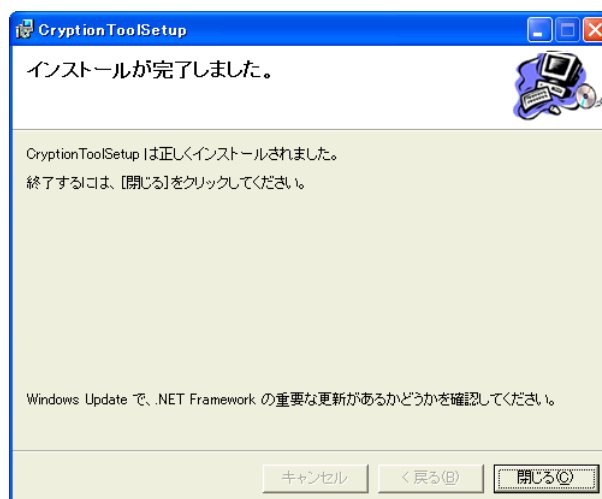 CryptionToolSetup
インストールが完了しました。
CryptionToolSetup は正しくインストールされました。
終了するには、[閉じる]をクリックしてください。
Windows Update で、.NET Framework の重要な更新があるかどうかを確認してください。
キャンセル
< 戻る(B)
閉じる(C)